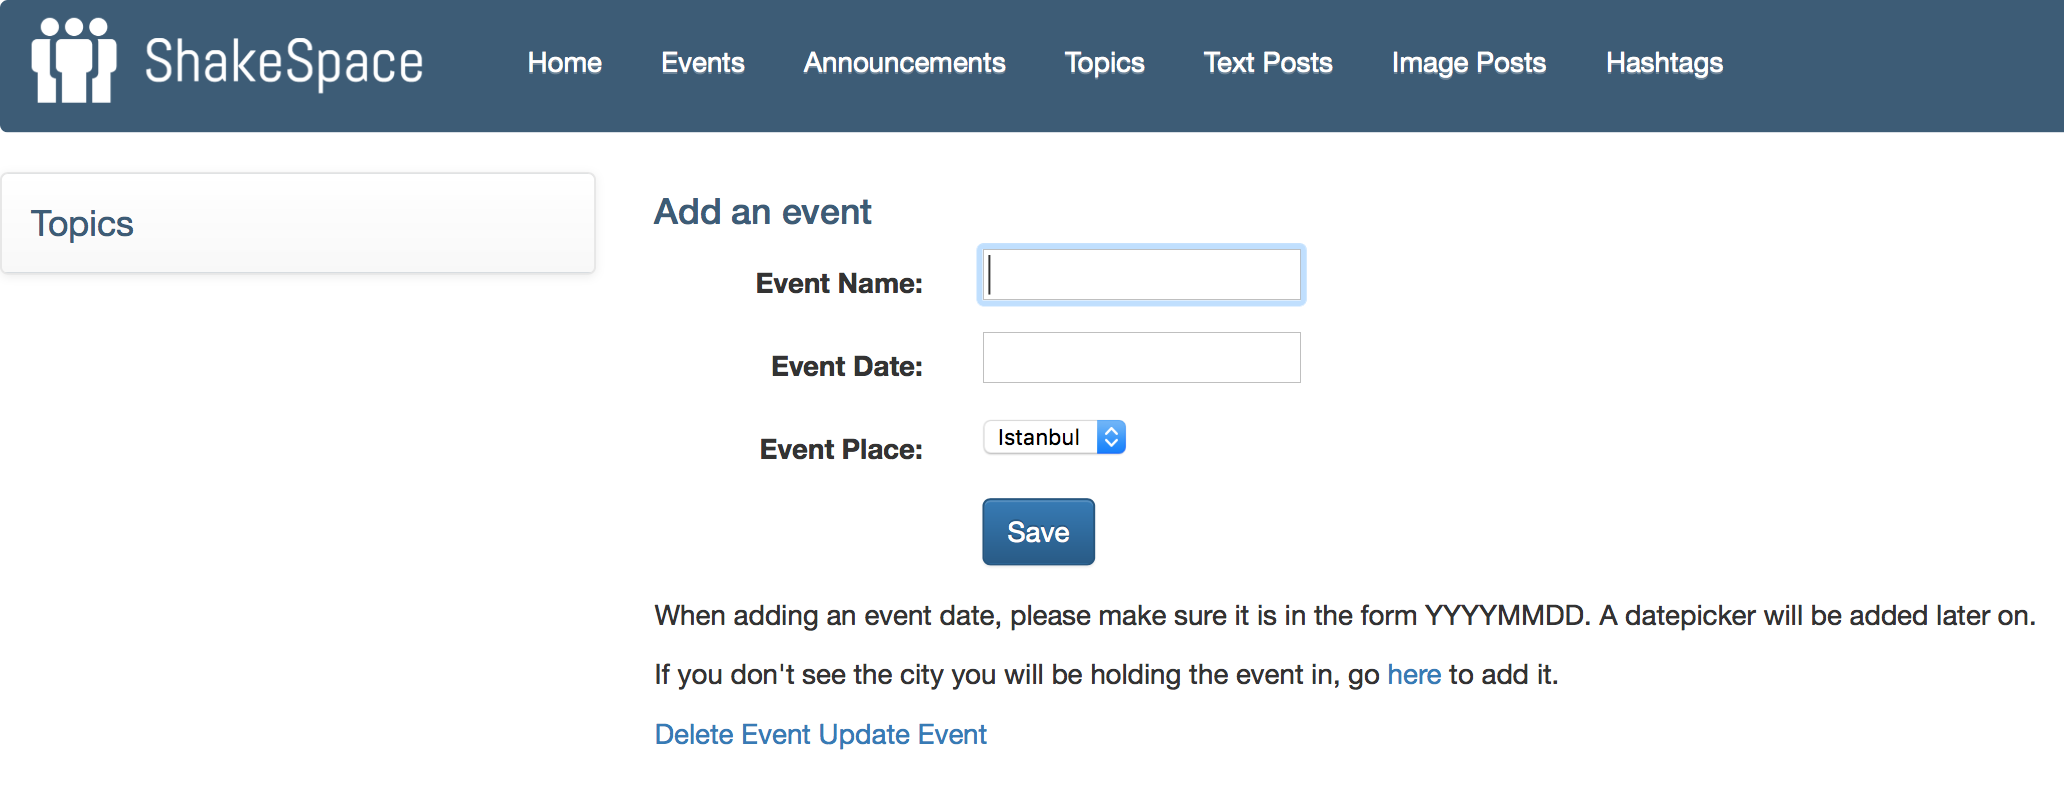 ShakeSpace Home Events Announcements Topics Text Posts Image Posts Hashtags
Topics
Add an event
Event Name:
Event Date:
Event Place: Istanbul
Save
When adding an event date, please make sure it is in the form YYYYMMDD. A datepicker will be added later on.
If you don't see the city you will be holding the event in, go here to add it.
Delete Event Update Event